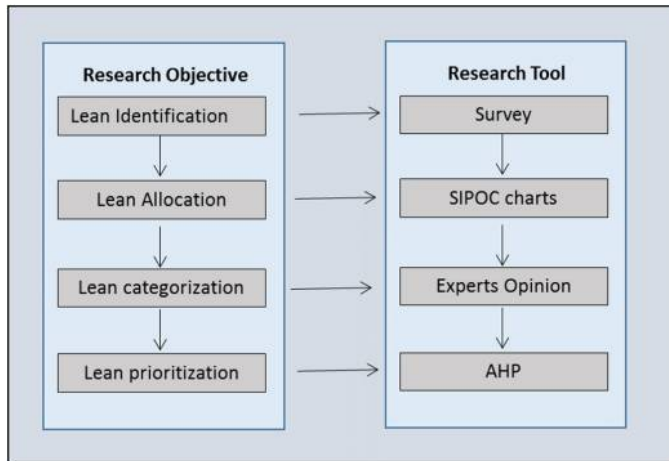 Research Objective
Lean Identification
Lean Allocation
Lean categorization
Lean prioritization
Research Tool
Survey
SIPOC charts
Experts Opinion
AHP